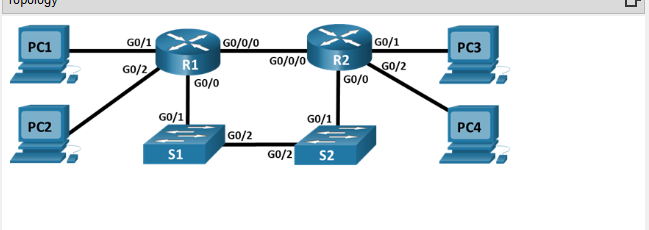 Topology
PC1
G0/1
R1
G0/0/0
R2
G0/1
PC3
G0/2
G0/0/0
G0/2
G0/0
G0/0
PC2
G0/1
G0/1
PC4
S1
G0/2
G0/2
S2